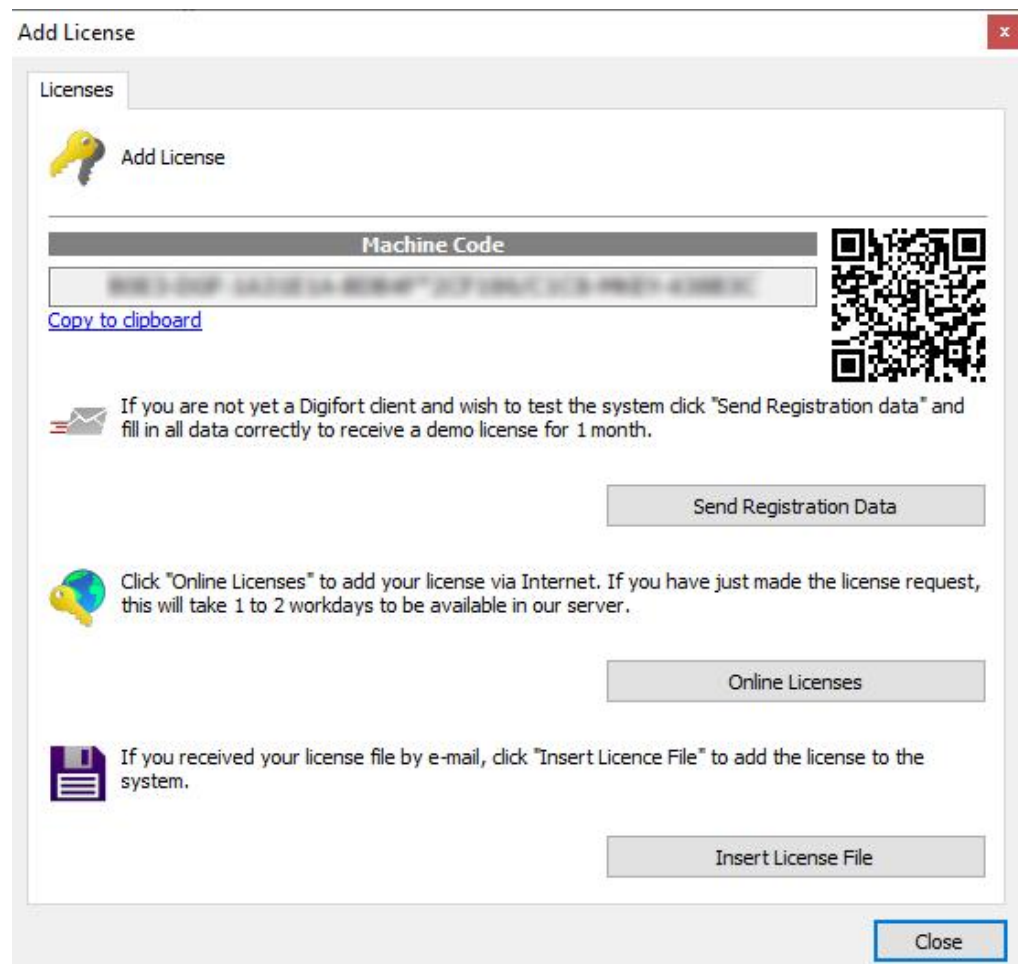 Add License
x
Licenses
Add License
Machine Code
Copy to clipboard
If you are not yet a Digifort client and wish to test the system click "Send Registration data" and
fill in all data correctly to receive a demo license for 1 month.
Send Registration Data
Click "Online Licenses" to add your license via Internet. If you have just made the license request,
this will take 1 to 2 workdays to be available in our server.
Online Licenses
If you received your license file by e-mail, click "Insert Licence File" to add the license to the
system.
Insert License File
Close